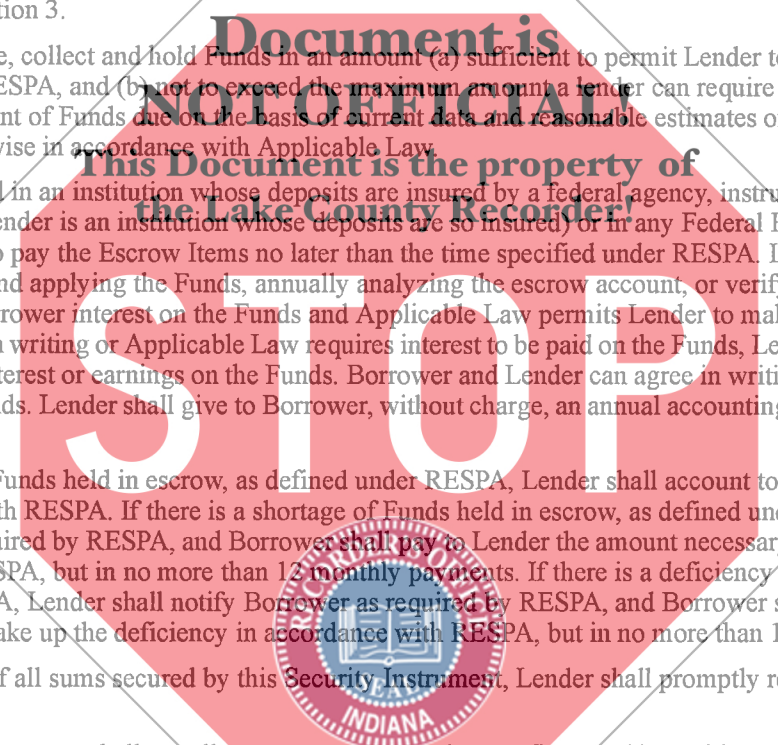 tion 3.
Document is
e, collect and hold Funds in an amount (a) sufficient to permit Lender to
ESPA, and (b) not to exceed the maximum amount a lender can require
NOT OFFICIAL!
nt of Funds due on the basis of current data and reasonable estimates o
vise in accordance with Applicable Law.
This Document is the property of
l in an institution whose deposits are insured by a federal agency, instru
the Lake County Recorder!
ender is an institution whose deposits are so insured) or in any Federal H
o pay the Escrow Items no later than the time specified under RESPA. L
nd applying the Funds, annually analyzing the escrow account, or verify
rrower interest on the Funds and Applicable Law permits Lender to mak
n writing or Applicable Law requires interest to be paid on the Funds, Le
terest or earnings on the Funds. Borrower and Lender can agree in writi
STOP
ds. Lender shall give to Borrower, without charge, an annual accounting
Funds held in escrow, as defined under RESPA, Lender shall account to
th RESPA. If there is a shortage of Funds held in escrow, as defined und
uired by RESPA, and Borrower shall pay to Lender the amount necessar
SPA, but in no more than 12 monthly payments. If there is a deficiency
A, Lender shall notify Borrower as required by RESPA, and Borrower s
ake up the deficiency in accordance with RESPA, but in no more than 1
RECORDER'S OFFICE
SEAL
f all sums secured by this Security Instrument, Lender shall promptly re
INDIANA